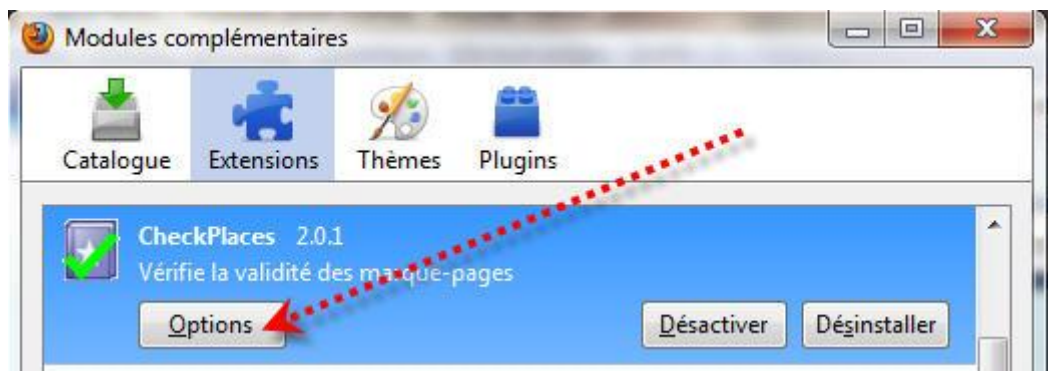 Modules complémentaires
Catalogue Extensions Thèmes Plugins
CheckPlaces 2.0.1
Vérifie la validité des marque-pages
Options Désactiver Désinstaller